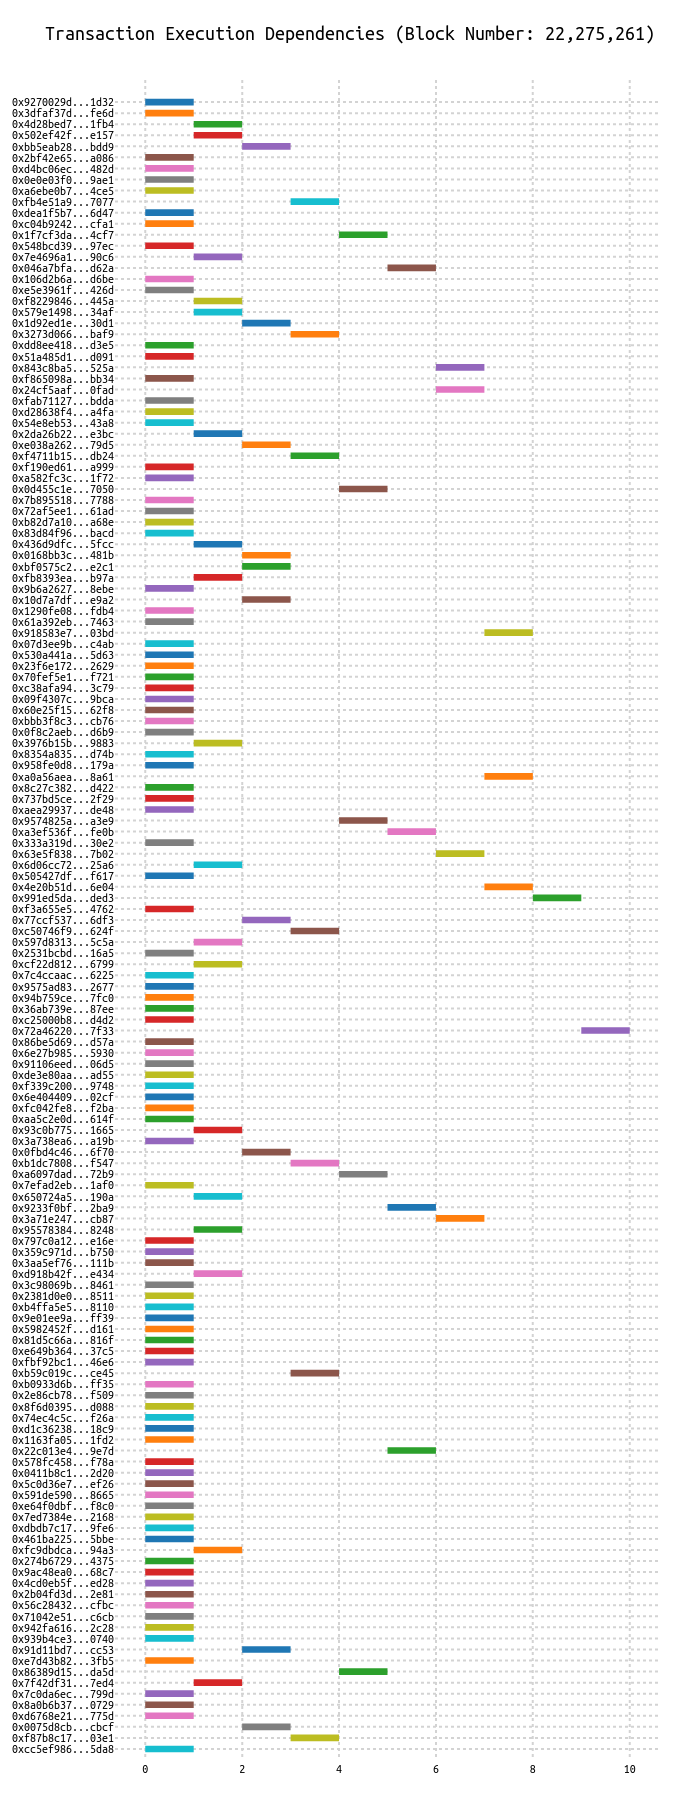 Transaction Execution Dependencies (Block Number: 22,275,261)
0x9270029d...1d32
0x3dfaf37d...fe6d
0x4d28bed7...1fb4
0x502ef42f...e157
0xbb5eab28...bdd9
0x2bf42e65...a086
0xd4bc06ec...482d
0x0e0e03f0...9ae1
0xa6ebe0b7...4ce5
0xfb4e51a9...7077
0xdea1f5b7...6d47
0xc04b9242...cfa1
0x1f7cf3da...4cf7
0x548bcd39...97ec
0x7e4696a1...90c6
0x046a7bfa...d62a
0x106d2b6a...d6be
0xe5e3961f...426d
0xf8229846...445a
0x579e1498...34af
0x1d92ed1e...30d1
0x3273d066...baf9
0xdd8ee418...d3e5
0x51a485d1...d091
0x843c8ba5...525a
0xf865098a...bb34
0x24cf5aaf...0fad
0xfab71127...bdda
0xd28638f4...a4fa
0x54e8eb53...43a8
0x2da26b22...e3bc
0xe038a262...79d5
0xf4711b15...db24
0xf190ed61...a999
0xa582fc3c...1f72
0x0d455c1e...7050
0x7b895518...7788
0x72af5ee1...61ad
0xb82d7a10...a68e
0x83d84f96...bacd
0x436d9dfc...5fcc
0x0168bb3c...481b
0xbf0575c2...e2c1
0xfb8393ea...b97a
0x9b6a2627...8ebe
0x10d7a7df...e9a2
0x1290fe08...fdb4
0x61a392eb...7463
0x918583e7...03bd
0x07d3ee9b...c4ab
0x530a441a...5d63
0x23f6e172...2629
0x70fef5e1...f721
0xc38afa94...3c79
0x09f4307c...9bca
0x60e25f15...62f8
0xbbb3f8c3...cb76
0x0f8c2aeb...d6b9
0x3976b15b...9883
0x8354a835...d74b
0x958fe0d8...179a
0xa0a56aea...8a61
0x8c27c382...d422
0x737bd5ce...2f29
0xaea29937...de48
0x9574825a...a3e9
0xa3ef536f...fe0b
0x333a319d...30e2
0x63e5f838...7b02
0x6d06cc72...25a6
0x505427df...f617
0x4e20b51d...6e04
0x991ed5da...ded3
0xf3a655e5...4762
0x77ccf537...6df3
0xc50746f9...624f
0x597d8313...5c5a
0x2531bcbd...16a5
0xcf22d812...6799
0x7c4ccaac...6225
0x9575ad83...2677
0x94b759ce...7fc0
0x36ab739e...87ee
0xc25000b8...d4d2
0x72a46220...7f33
0x86be5d69...d57a
0x6e27b985...5930
0x91106eed...06d5
0xde3e80aa...ad55
0xf339c200...9748
0x6e404409...02cf
0xfc042fe8...f2ba
0xaa5c2e0d...614f
0x93c0b775...1665
0x3a738ea6...a19b
0x0fbd4c46...6f70
0xb1dc7808...f547
0xa6097dad...72b9
0x7efad2eb...1af0
0x650724a5...190a
0x9233f0bf...2ba9
0x3a71e247...cb87
0x95578384...8248
0x797c0a12...e16e
0x359c971d...b750
0x3aa5ef76...111b
0xd918b42f...e434
0x3c98069b...8461
0x2381d0e0...8511
0xb4ffa5e5...8110
0x9e01ee9a...ff39
0x5982452f...d161
0x81d5c66a...816f
0xe649b364...37c5
0xfbf92bc1...46e6
0xb59c019c...ce45
0xb0933d6b...ff35
0x2e86cb78...f509
0x8f6d0395...d088
0x74ec4c5c...f26a
0xd1c36238...18c9
0x1163fa05...1fd2
0x22c013e4...9e7d
0x578fc458...f78a
0x0411b8c1...2d20
0x5c0d36e7...ef26
0x591de590...8665
0xe64f0dbf...f8c0
0x7ed7384e...2168
0xdbdb7c17...9fe6
0x461ba225...5bbe
0xfc9dbdca...94a3
0x274b6729...4375
0x9ac48ea0...68c7
0x4cd0eb5f...ed28
0x2b04fd3d...2e81
0x56c28432...cfbc
0x71042e51...c6cb
0x942fa616...2c28
0x939b4ce3...0740
0x91d11bd7...cc53
0xe7d43b82...3fb5
0x86389d15...da5d
0x7f42df31...7ed4
0x7c0da6ec...799d
0x8a0b6b37...0729
0xd6768e21...775d
0x0075d8cb...cbcf
0xf87b8c17...03e1
0xcc5ef986...5da8
0 2 4 6 8 10